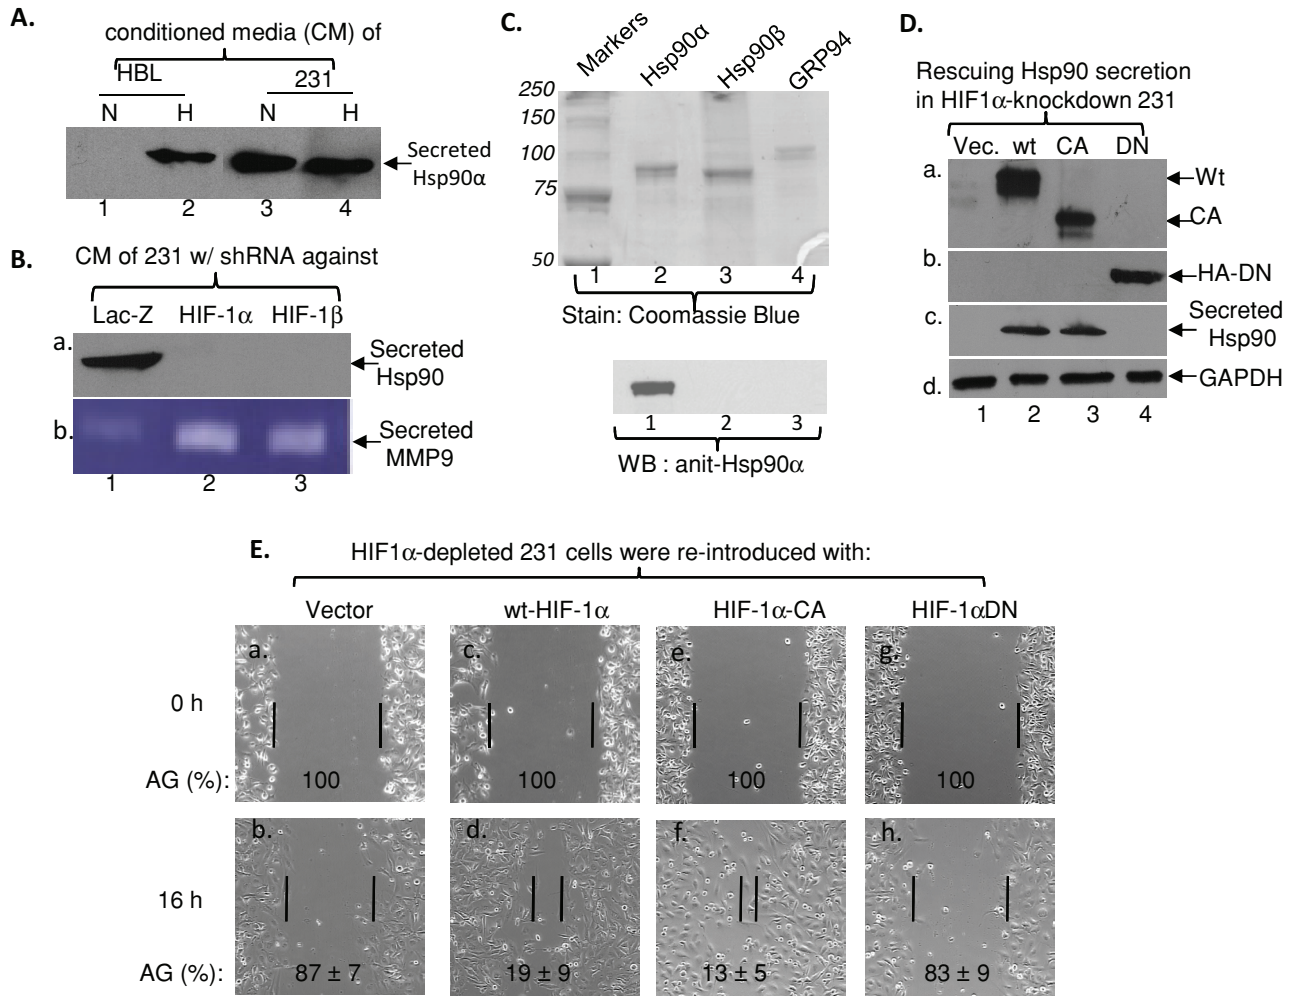 A.
conditioned media (CM) of
HBL 231
N H N H
Secreted
Hsp90α
1 2 3 4
B.
CM of 231 w/ shRNA against
Lac-Z HIF-1α HIF-1β
a.
Secreted
Hsp90
b.
Secreted
MMP9
1 2 3
C.
Markers Hsp90α Hsp90β GRP94
250
150
100
75
50
1 2 3 4
Stain: Coomassie Blue
1 2 3
WB : anit-Hsp90α
D.
Rescuing Hsp90 secretion
in HIF1α-knockdown 231
Vec. wt CA DN
a.
Wt
CA
b.
HA-DN
c.
Secreted
Hsp90
d.
GAPDH
1 2 3 4
E.
HIF1α-depleted 231 cells were re-introduced with:
Vector wt-HIF-1α HIF-1α-CA HIF-1αDN
a. c. e. g.
0 h
AG (%): 100 100 100 100
b. d. f. h.
16 h
AG (%): 87 ± 7 19 ± 9 13 ± 5 83 ± 9